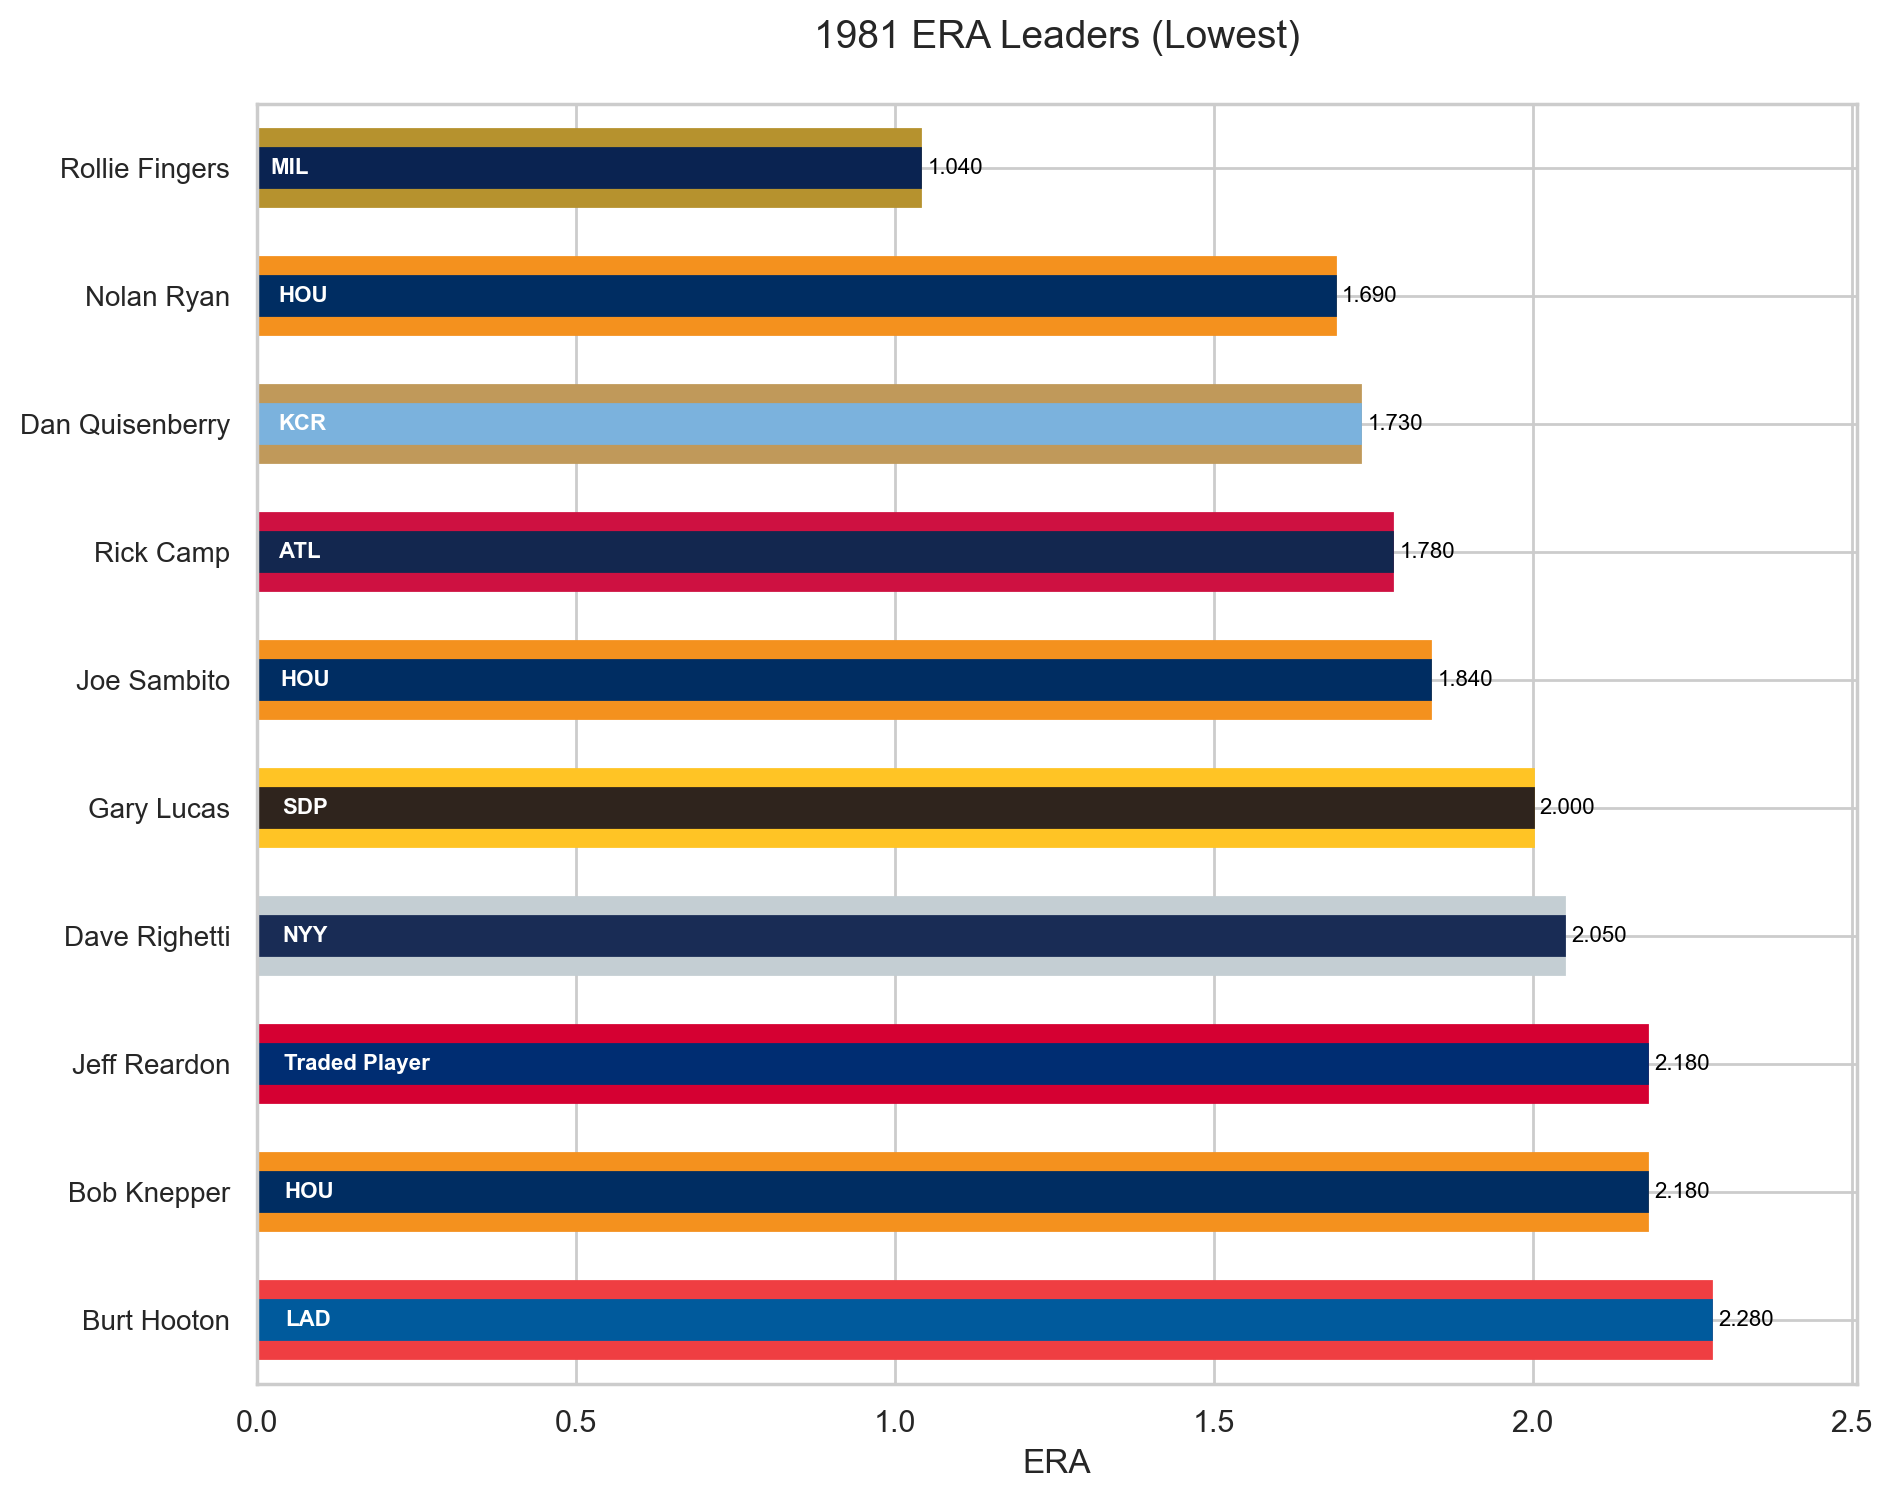 1981 ERA Leaders (Lowest)
Rollie Fingers MIL 1.040
Nolan Ryan HOU 1.690
Dan Quisenberry KCR 1.730
Rick Camp ATL 1.780
Joe Sambito HOU 1.840
Gary Lucas SDP 2.000
Dave Righetti NYY 2.050
Jeff Reardon Traded Player 2.180
Bob Knepper HOU 2.180
Burt Hooton LAD 2.280
0.0 0.5 1.0 1.5 2.0 2.5
ERA